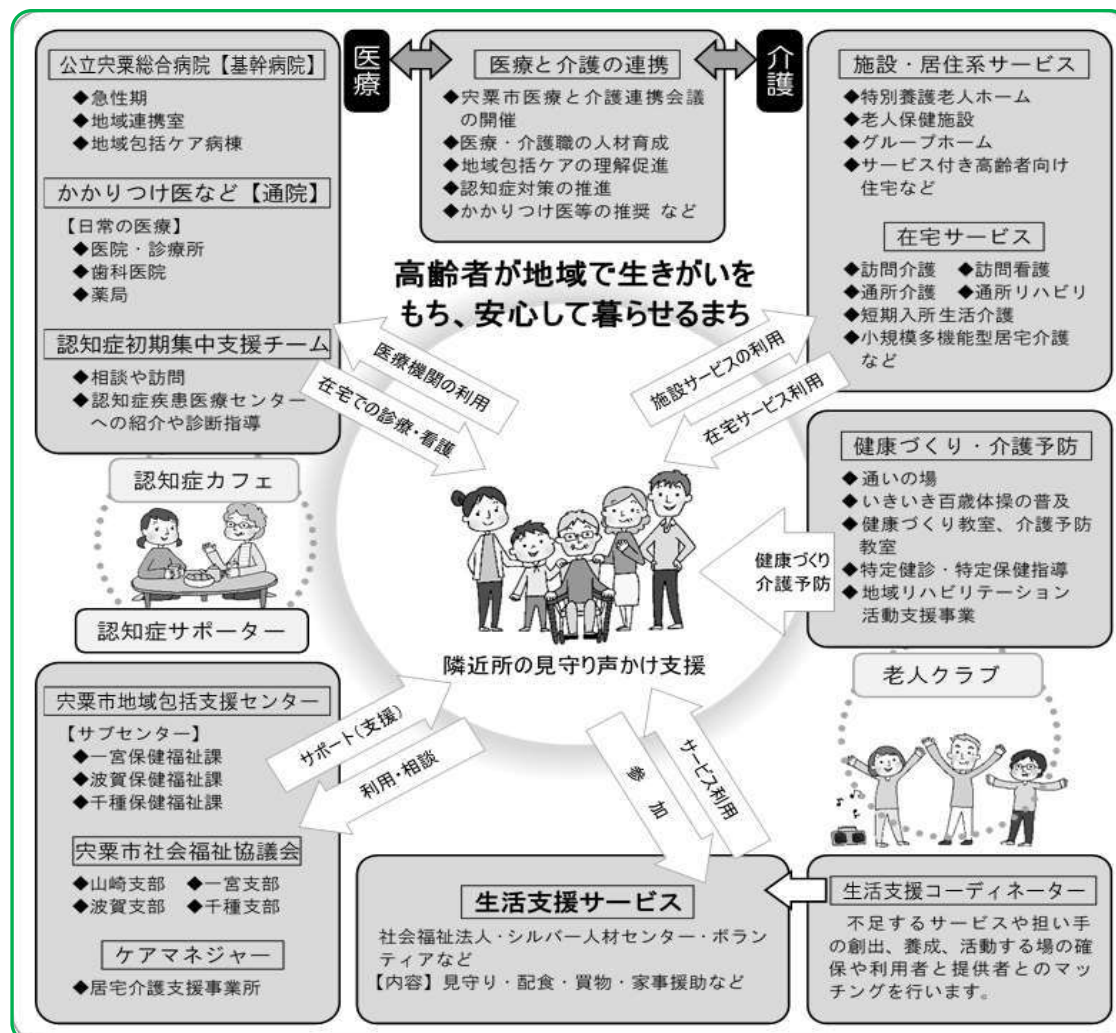 公立宍粟総合病院【基幹病院】
◆急性期
◆地域連携室
◆地域包括ケア病棟
かかりつけ医など【通院】
【日常の医療】
◆医院・診療所
◆歯科医院
◆薬局
認知症初期集中支援チーム
◆相談や訪問
◆認知症疾患医療センター
への紹介や診断指導
医療
医療と介護の連携
◆宍粟市医療と介護連携会議
の開催
◆医療・介護職の人材育成
◆地域包括ケアの理解促進
◆認知症対策の推進
◆かかりつけ医等の推奨 など
介護
施設・居住系サービス
◆特別養護老人ホーム
◆老人保健施設
◆グループホーム
◆サービス付き高齢者向け
住宅など
在宅サービス
◆訪問介護 ◆訪問看護
◆通所介護 ◆通所リハビリ
◆短期入所生活介護
◆小規模多機能型居宅介護
など
高齢者が地域で生きがいを
もち、安心して暮らせるまち
医療機関の利用
在宅での診療・看護
施設サービスの利用
在宅サービス利用
認知症カフェ
認知症サポーター
健康づくり
介護予防
健康づくり・介護予防
◆通いの場
◆いきいき百歳体操の普及
◆健康づくり教室、介護予防
教室
◆特定健診・特定保健指導
◆地域リハビリテーション
活動支援事業
隣近所の見守り声かけ支援
老人クラブ
宍粟市地域包括支援センター
【サブセンター】
◆一宮保健福祉課
◆波賀保健福祉課
◆千種保健福祉課
宍粟市社会福祉協議会
◆山崎支部 ◆一宮支部
◆波賀支部 ◆千種支部
ケアマネジャー
◆居宅介護支援事業所
サポート(支援)
利用・相談
参加
サービス利用
生活支援サービス
社会福祉法人・シルバー人材センター・ボラン
ティアなど
【内容】見守り・配食・買物・家事援助など
生活支援コーディネーター
不足するサービスや担い手
の創出、養成、活動する場の確
保や利用者と提供者とのマッ
チングを行います。